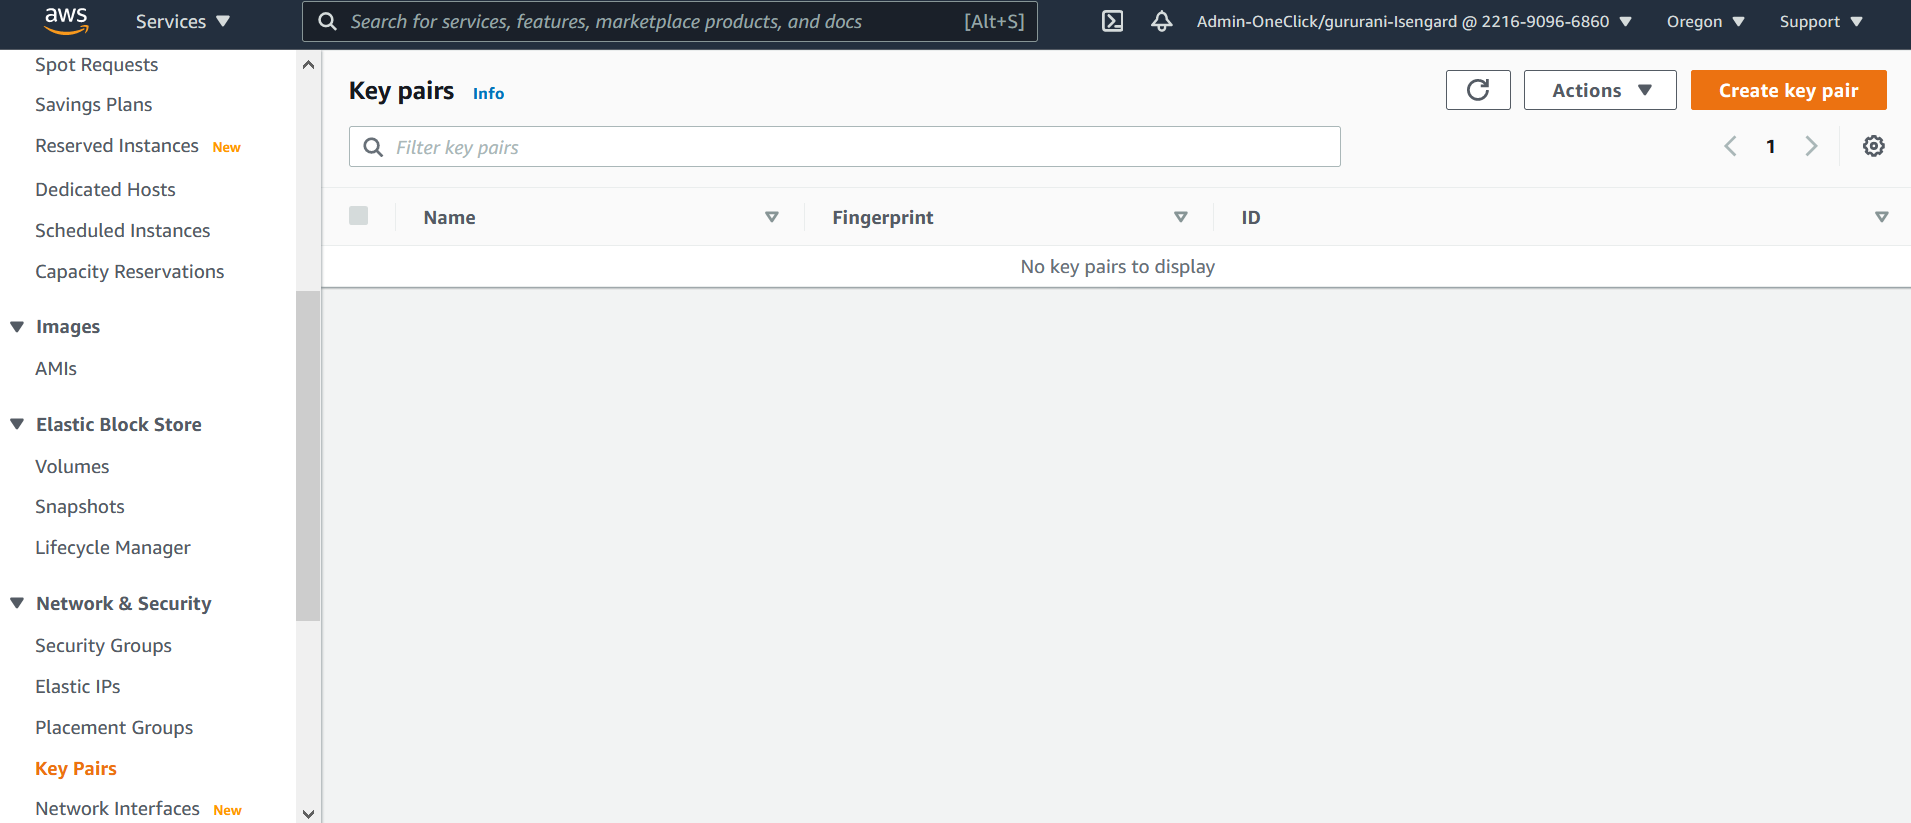 aws
Services
Search for services, features, marketplace products, and docs [Alt+S]
Admin-OneClick/gururani-Isengard @ 2216-9096-6860
Oregon
Support
Spot Requests
Savings Plans
Reserved Instances New
Dedicated Hosts
Scheduled Instances
Capacity Reservations
Images
AMIs
Elastic Block Store
Volumes
Snapshots
Lifecycle Manager
Network & Security
Security Groups
Elastic IPs
Placement Groups
Key Pairs
Network Interfaces New
Key pairs Info
Actions
Create key pair
Filter key pairs
1
Name Fingerprint ID
No key pairs to display